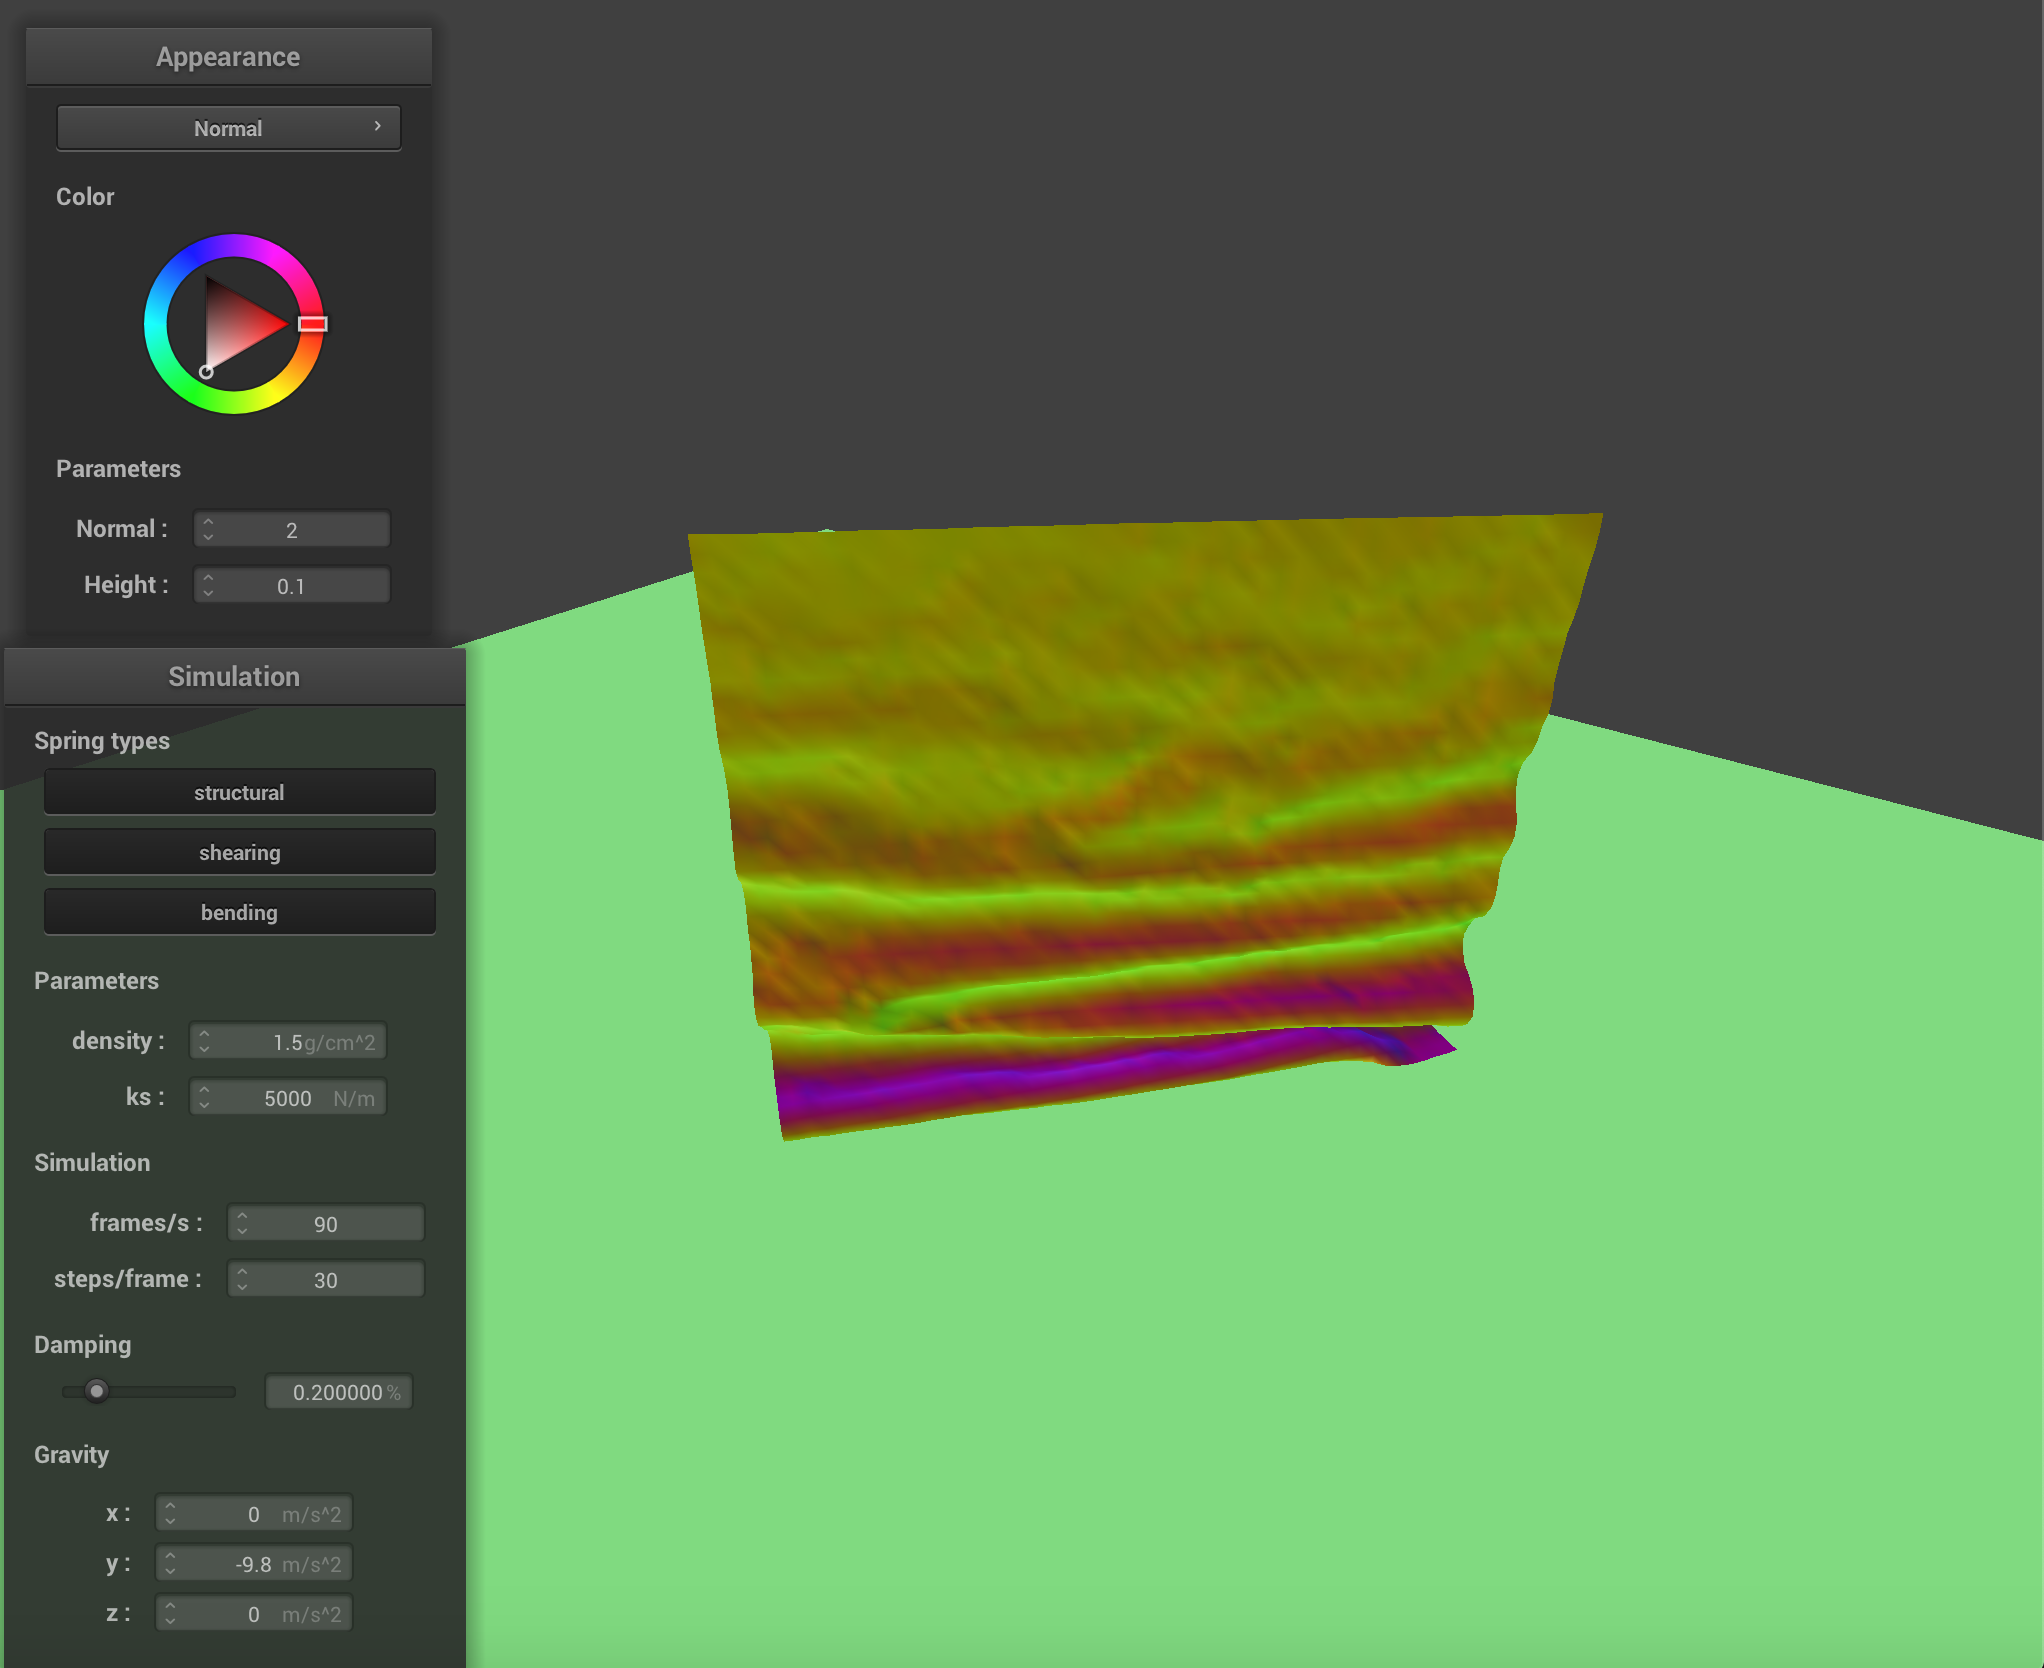 Appearance
Normal
Color
Parameters
Normal : 2
Height : 0.1
Simulation
Spring types
structural
shearing
bending
Parameters
density : 1.5g/cm^2
ks : 5000 N/m
Simulation
frames/s : 90
steps/frame : 30
Damping
0.200000%
Gravity
x : 0 m/s^2
y : -9.8 m/s^2
z : 0 m/s^2